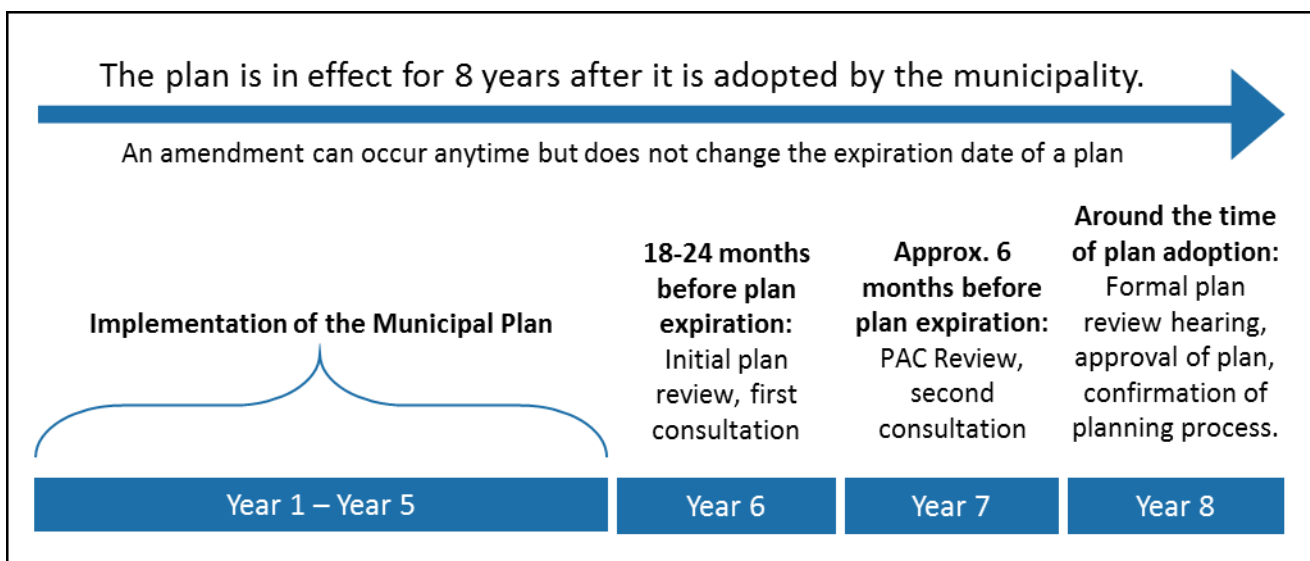 The plan is in effect for 8 years after it is adopted by the municipality.
An amendment can occur anytime but does not change the expiration date of a plan
Implementation of the Municipal Plan
18-24 months
before plan
expiration:
Initial plan
review, first
consultation
Approx. 6
months before
plan expiration:
PAC Review,
second
consultation
Around the time
of plan adoption:
Formal plan
review hearing,
approval of plan,
confirmation of
planning process.
Year 1 – Year 5
Year 6
Year 7
Year 8